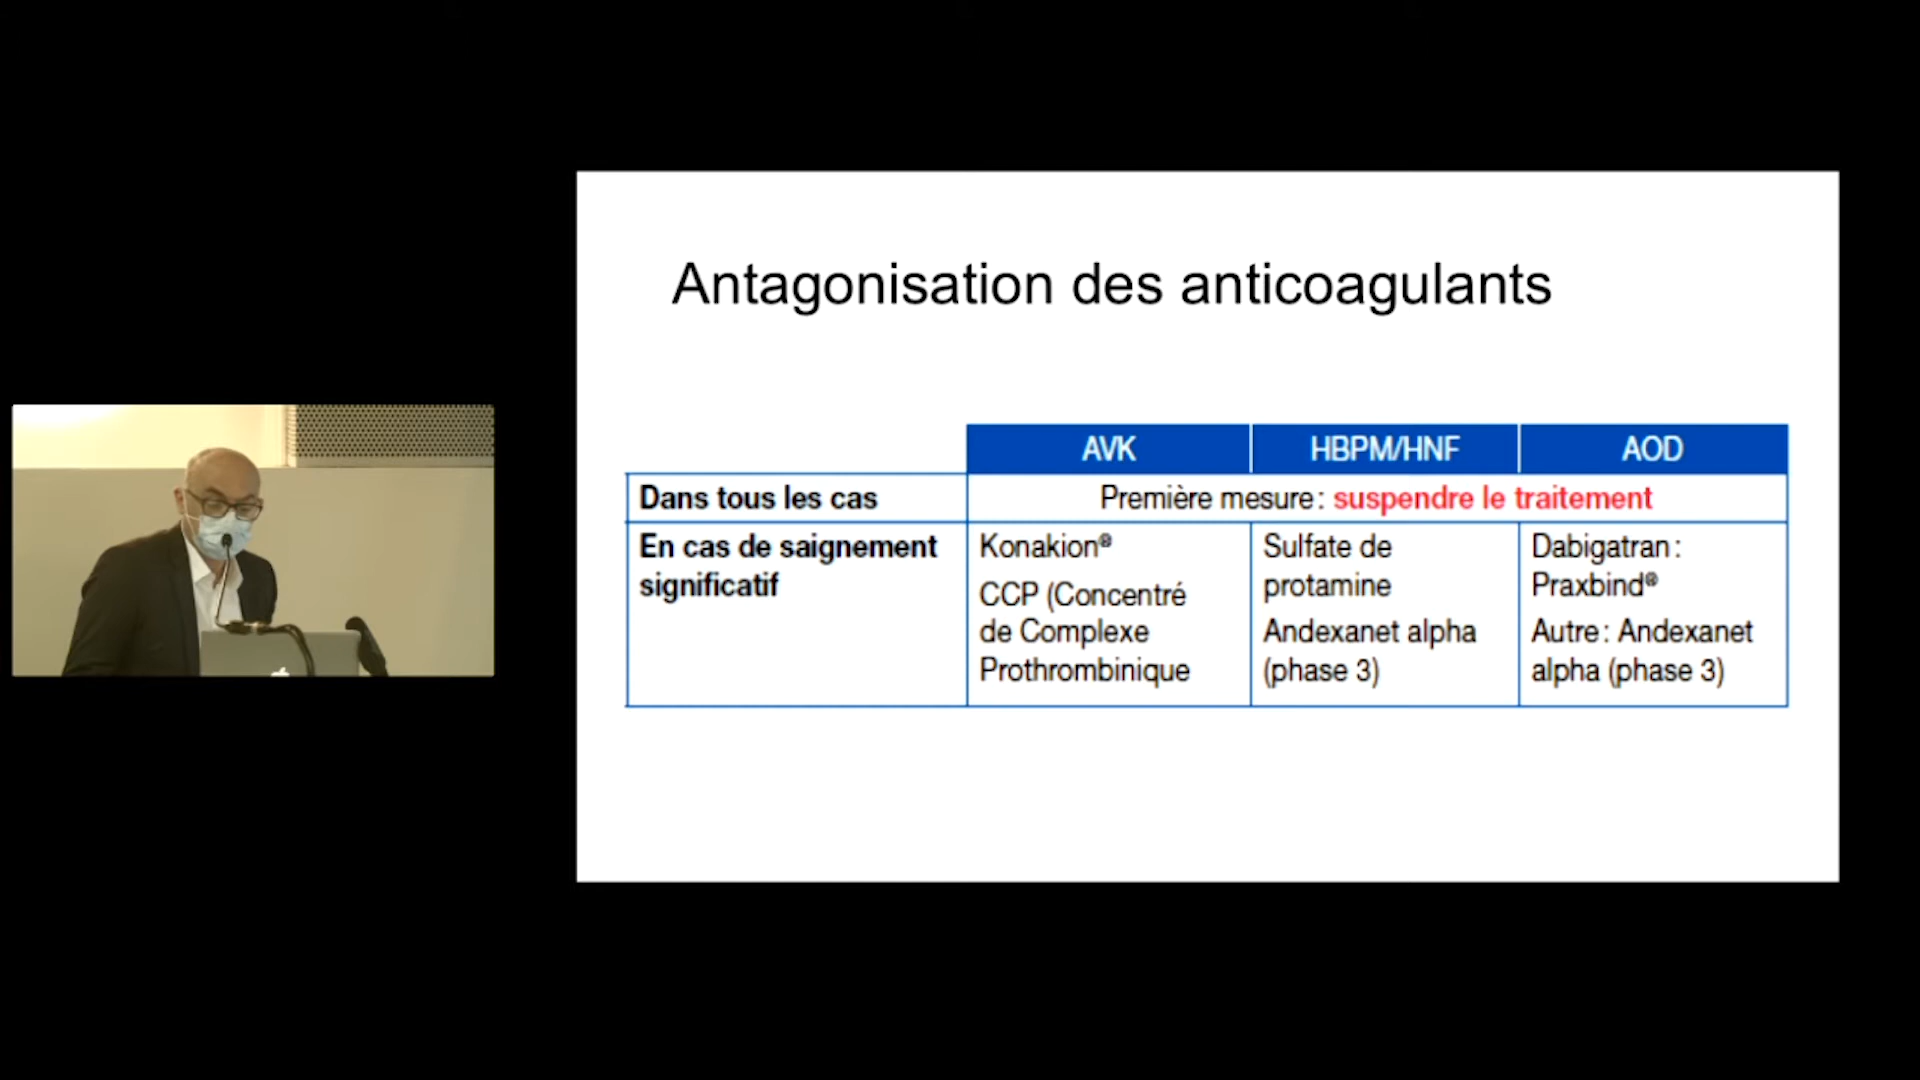 Antagonisation des anticoagulants
AVK HBPM/HNF AOD
Dans tous les cas Première mesure : suspendre le traitement
En cas de saignement
significatif
Konakion®
CCP (Concentré
de Complexe
Prothrombinique
Sulfate de
protamine
Andexanet alpha
(phase 3)
Dabigatran :
Praxbind®
Autre : Andexanet
alpha (phase 3)